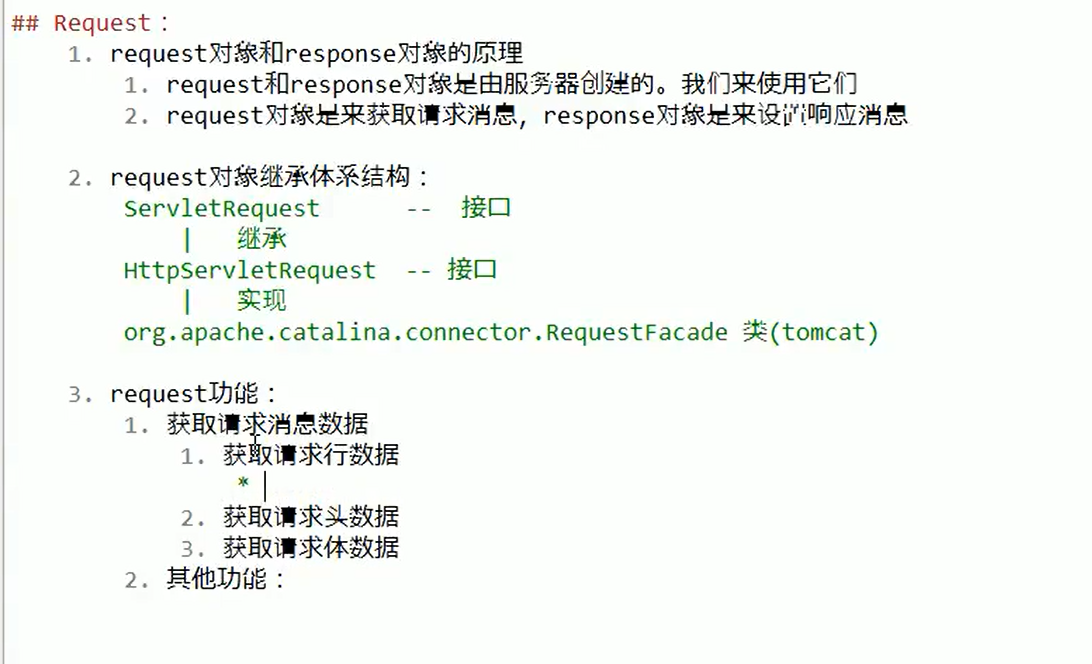 ## Request：
1. request对象和response对象的原理
1. request和response对象是由服务器创建的。我们来使用它们
2. request对象是来获取请求消息，response对象是来设置响应消息
2. request对象继承体系结构：
ServletRequest -- 接口
| 继承
HttpServletRequest -- 接口
| 实现
org.apache.catalina.connector.RequestFacade 类(tomcat)
3. request功能：
1. 获取请求消息数据
1. 获取请求行数据
*
2. 获取请求头数据
3. 获取请求体数据
2. 其他功能：